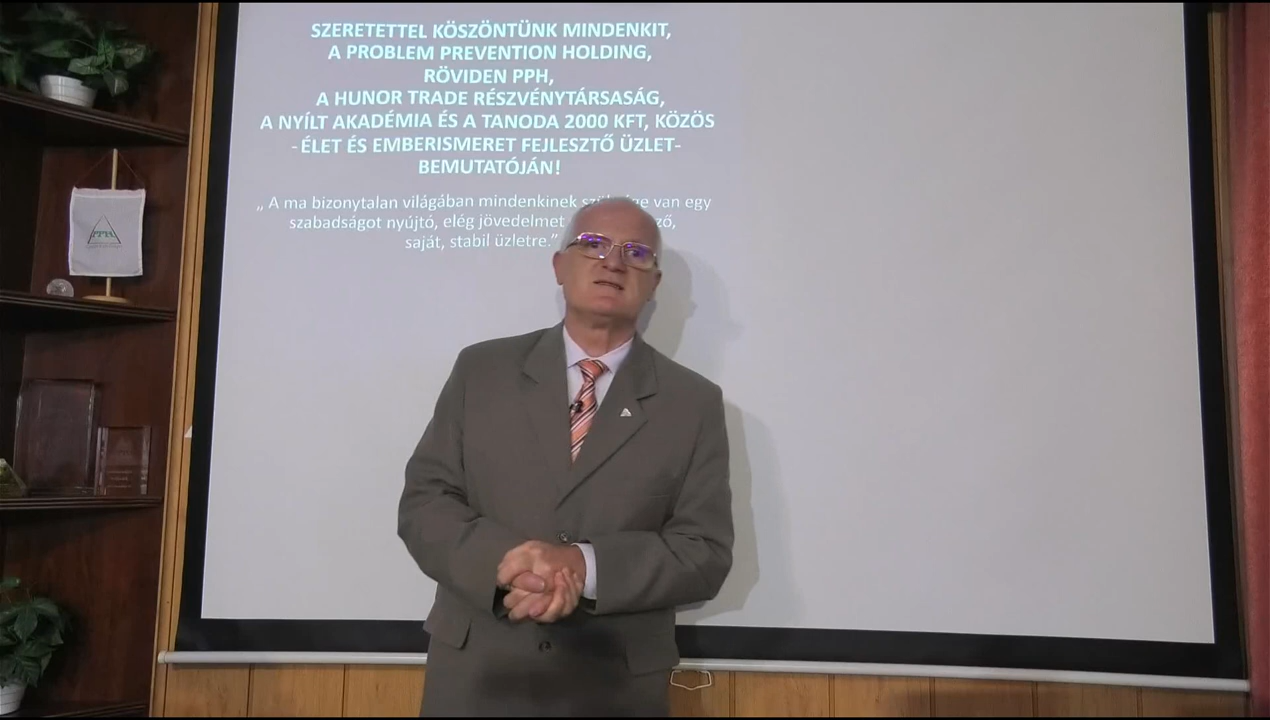 SZERETETTEL KÖSZÖNTÜNK MINDENKIT,
A PROBLEM PREVENTION HOLDING,
RÖVIDEN PPH,
A HUNOR TRADE RÉSZVÉNYTÁRSASÁG,
A NYÍLT AKADÉMIA ÉS A TANODA 2000 KFT, KÖZÖS
-ÉLET ÉS EMBERISMERET FEJLESZTŐ ÜZLET-
BEMUTATÓJÁN!
„ A ma bizonytalan világában mindenkinek van egy
szabadságot nyújtó, elég jövedelmet
saját, stabil üzletre.”